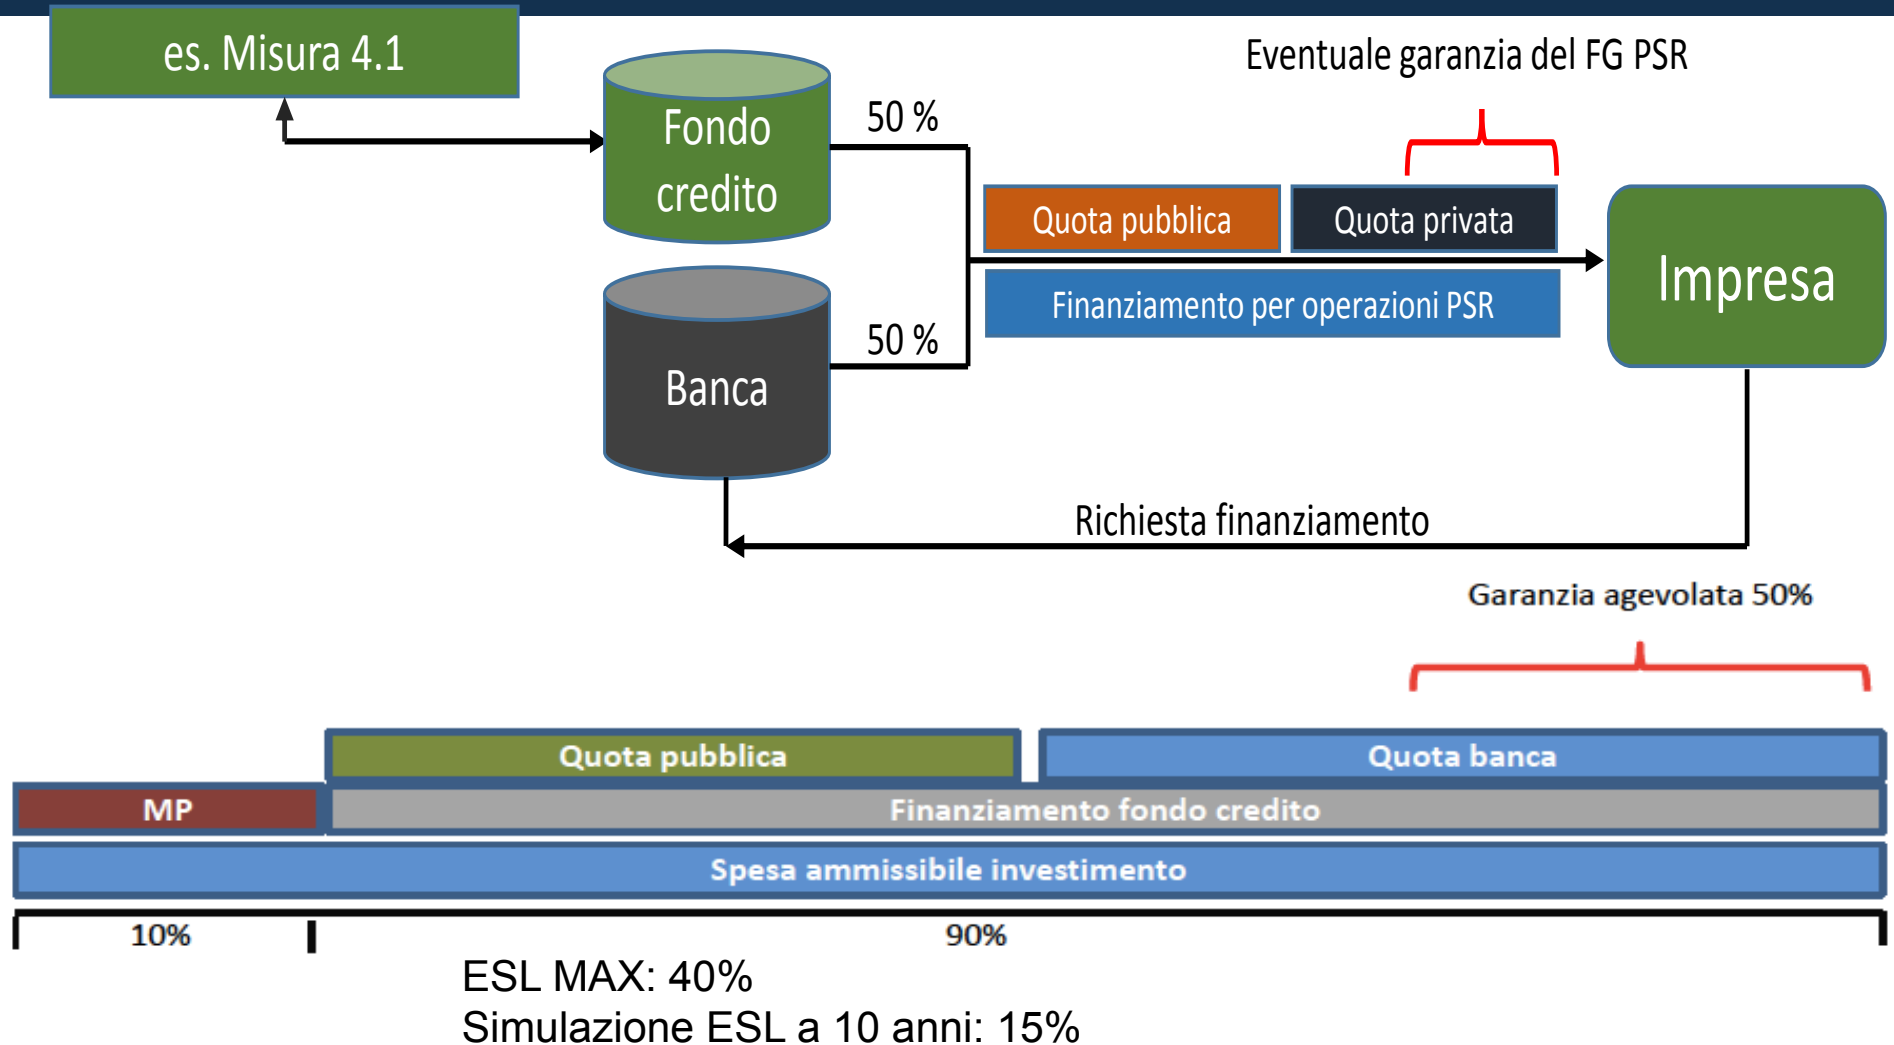 es. Misura 4.1
Eventuale garanzia del FG PSR
Fondo
credito
50 %
Quota pubblica
Quota privata
Impresa
Finanziamento per operazioni PSR
50 %
Banca
Richiesta finanziamento
Garanzia agevolata 50%
Quota pubblica
Quota banca
MP
Finanziamento fondo credito
Spesa ammissibile investimento
10%
90%
ESL MAX: 40%
Simulazione ESL a 10 anni: 15%